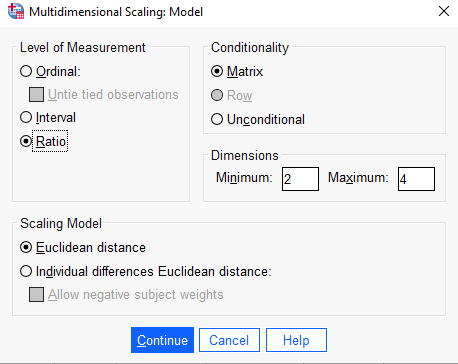 Multidimensional Scaling: Model
Level of Measurement
Ordinal:
Untie tied observations
Interval
Ratio
Conditionality
Matrix
Row
Unconditional
Dimensions
Minimum: 2 Maximum: 4
Scaling Model
Euclidean distance
Individual differences Euclidean distance:
Allow negative subject weights
Continue Cancel Help